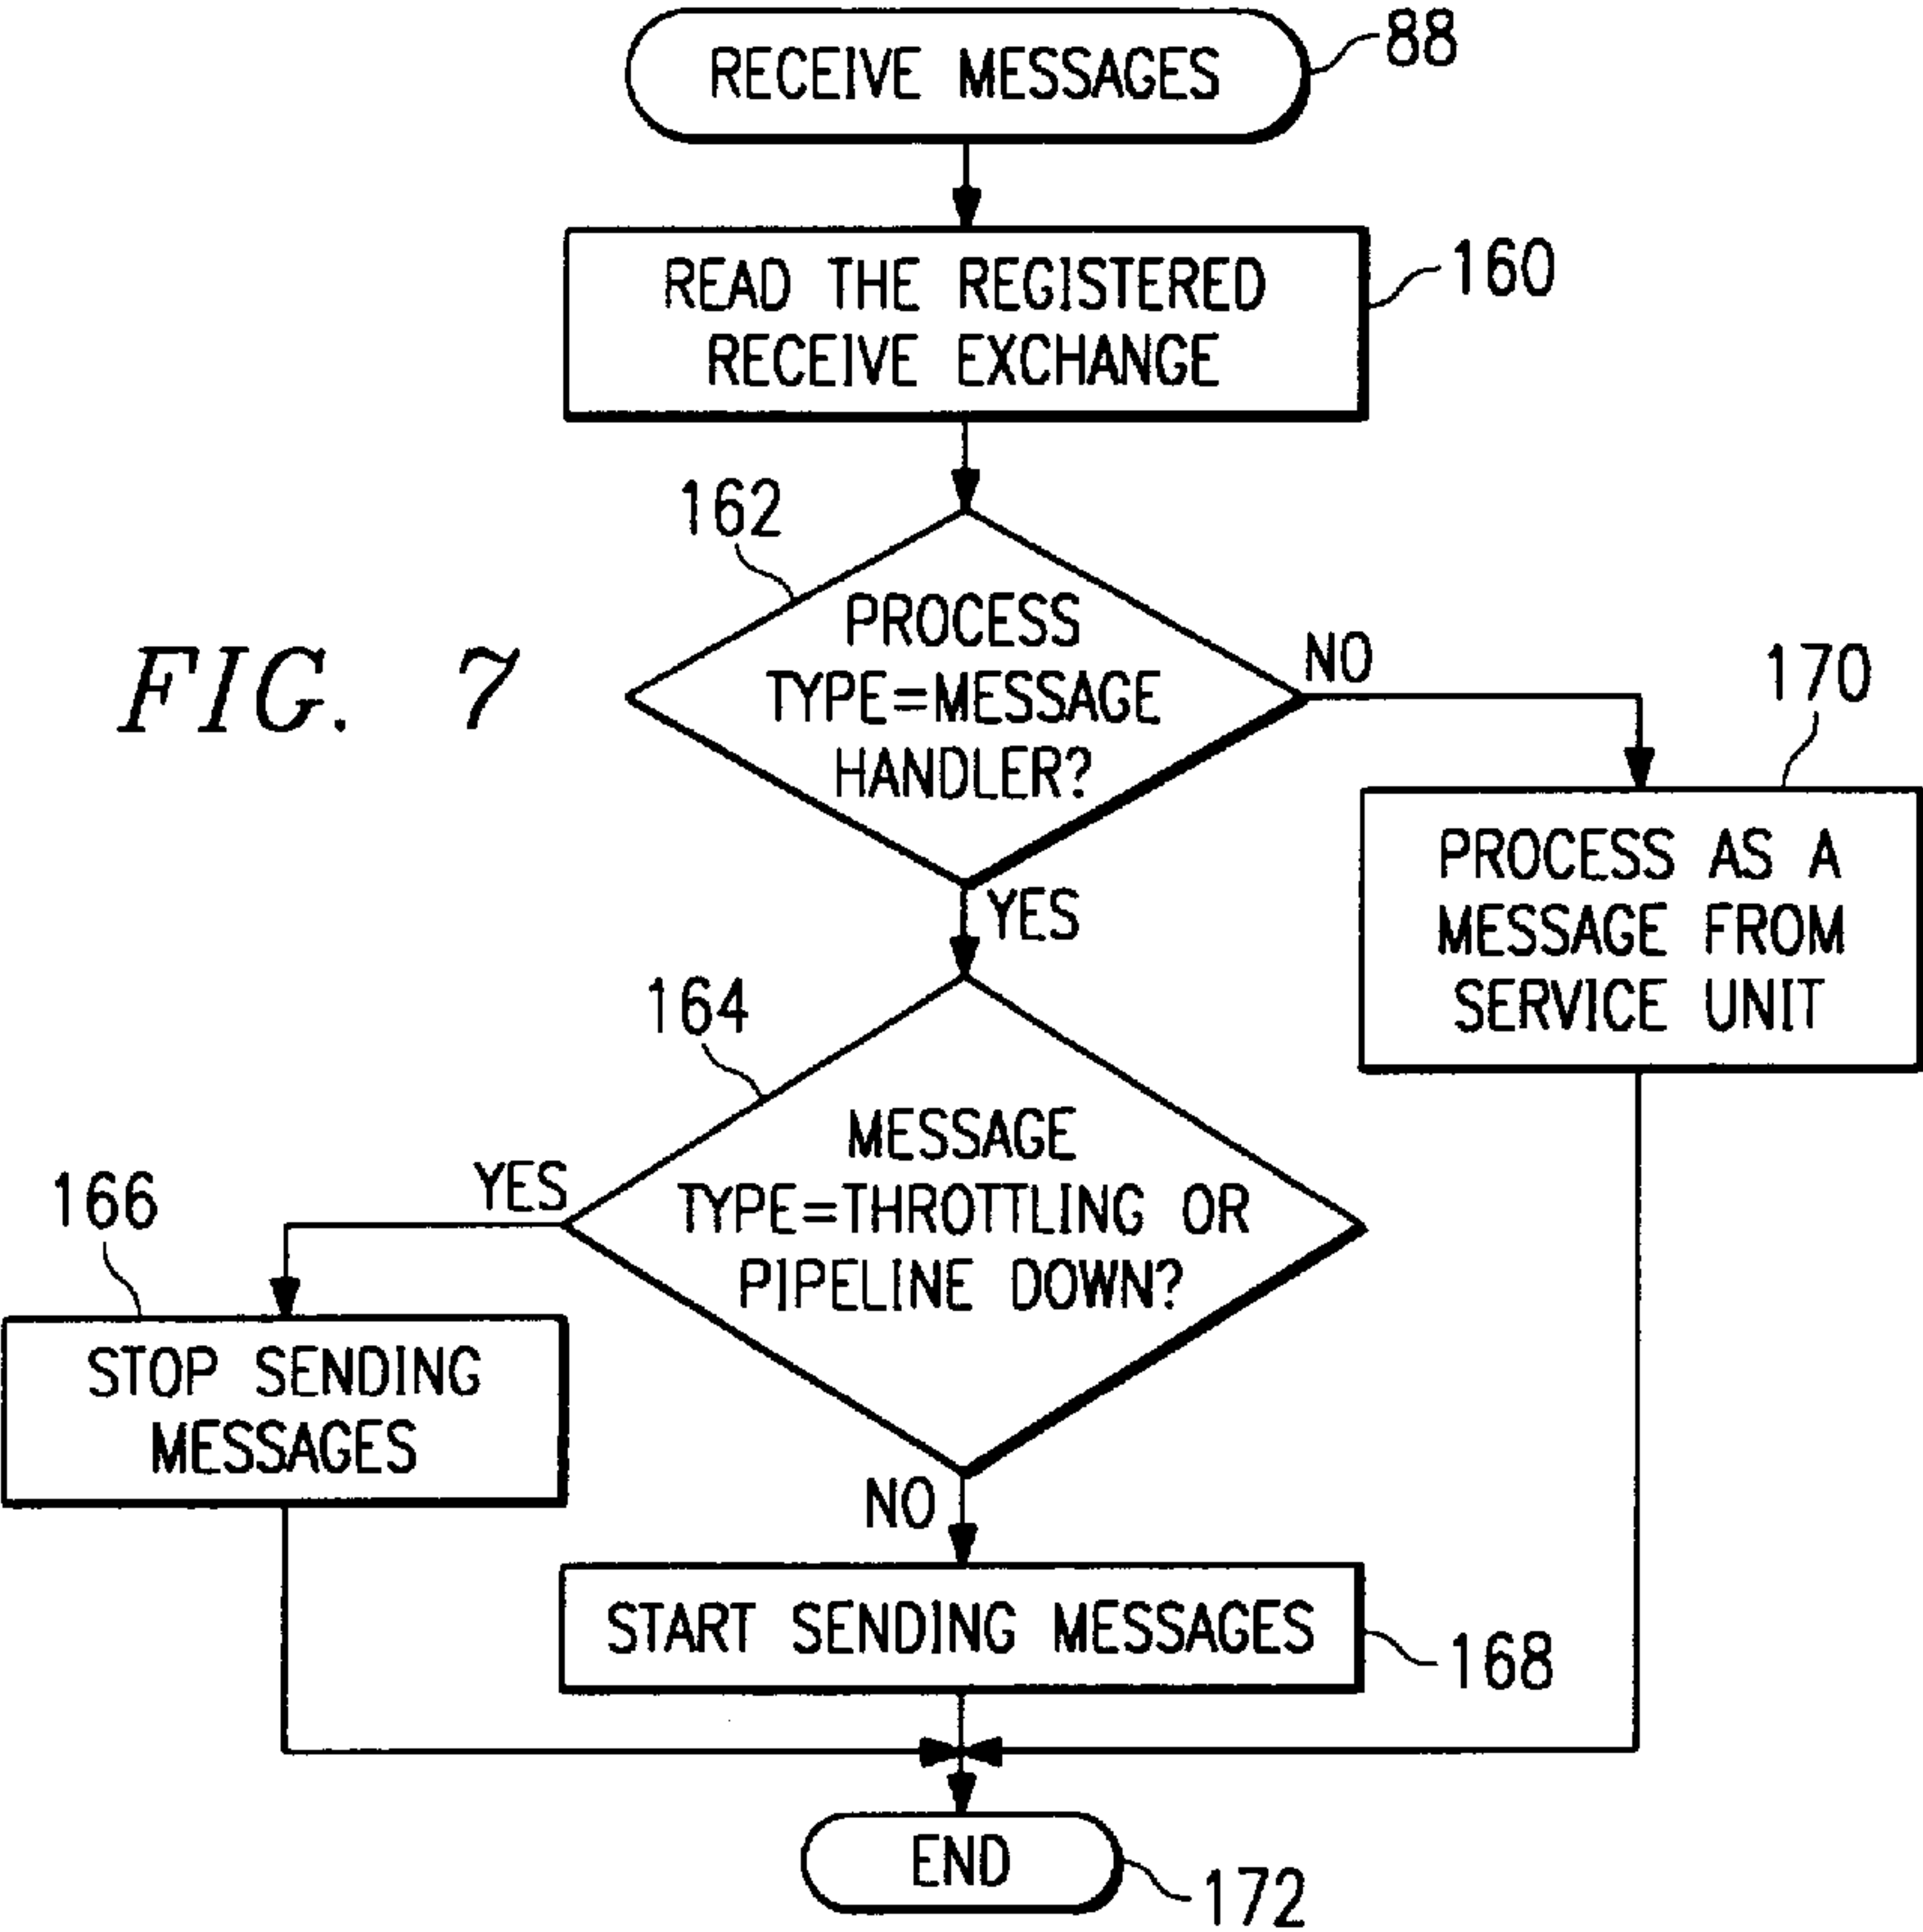 RECEIVE MESSAGES
88
READ THE REGISTERED
RECEIVE EXCHANGE
160
162
PROCESS
TYPE=MESSAGE
HANDLER?
NO
170
FIG. 7
PROCESS AS A
MESSAGE FROM
SERVICE UNIT
YES
164
MESSAGE
TYPE=THROTTLING OR
PIPELINE DOWN?
YES
166
STOP SENDING
MESSAGES
NO
START SENDING MESSAGES
168
END
172